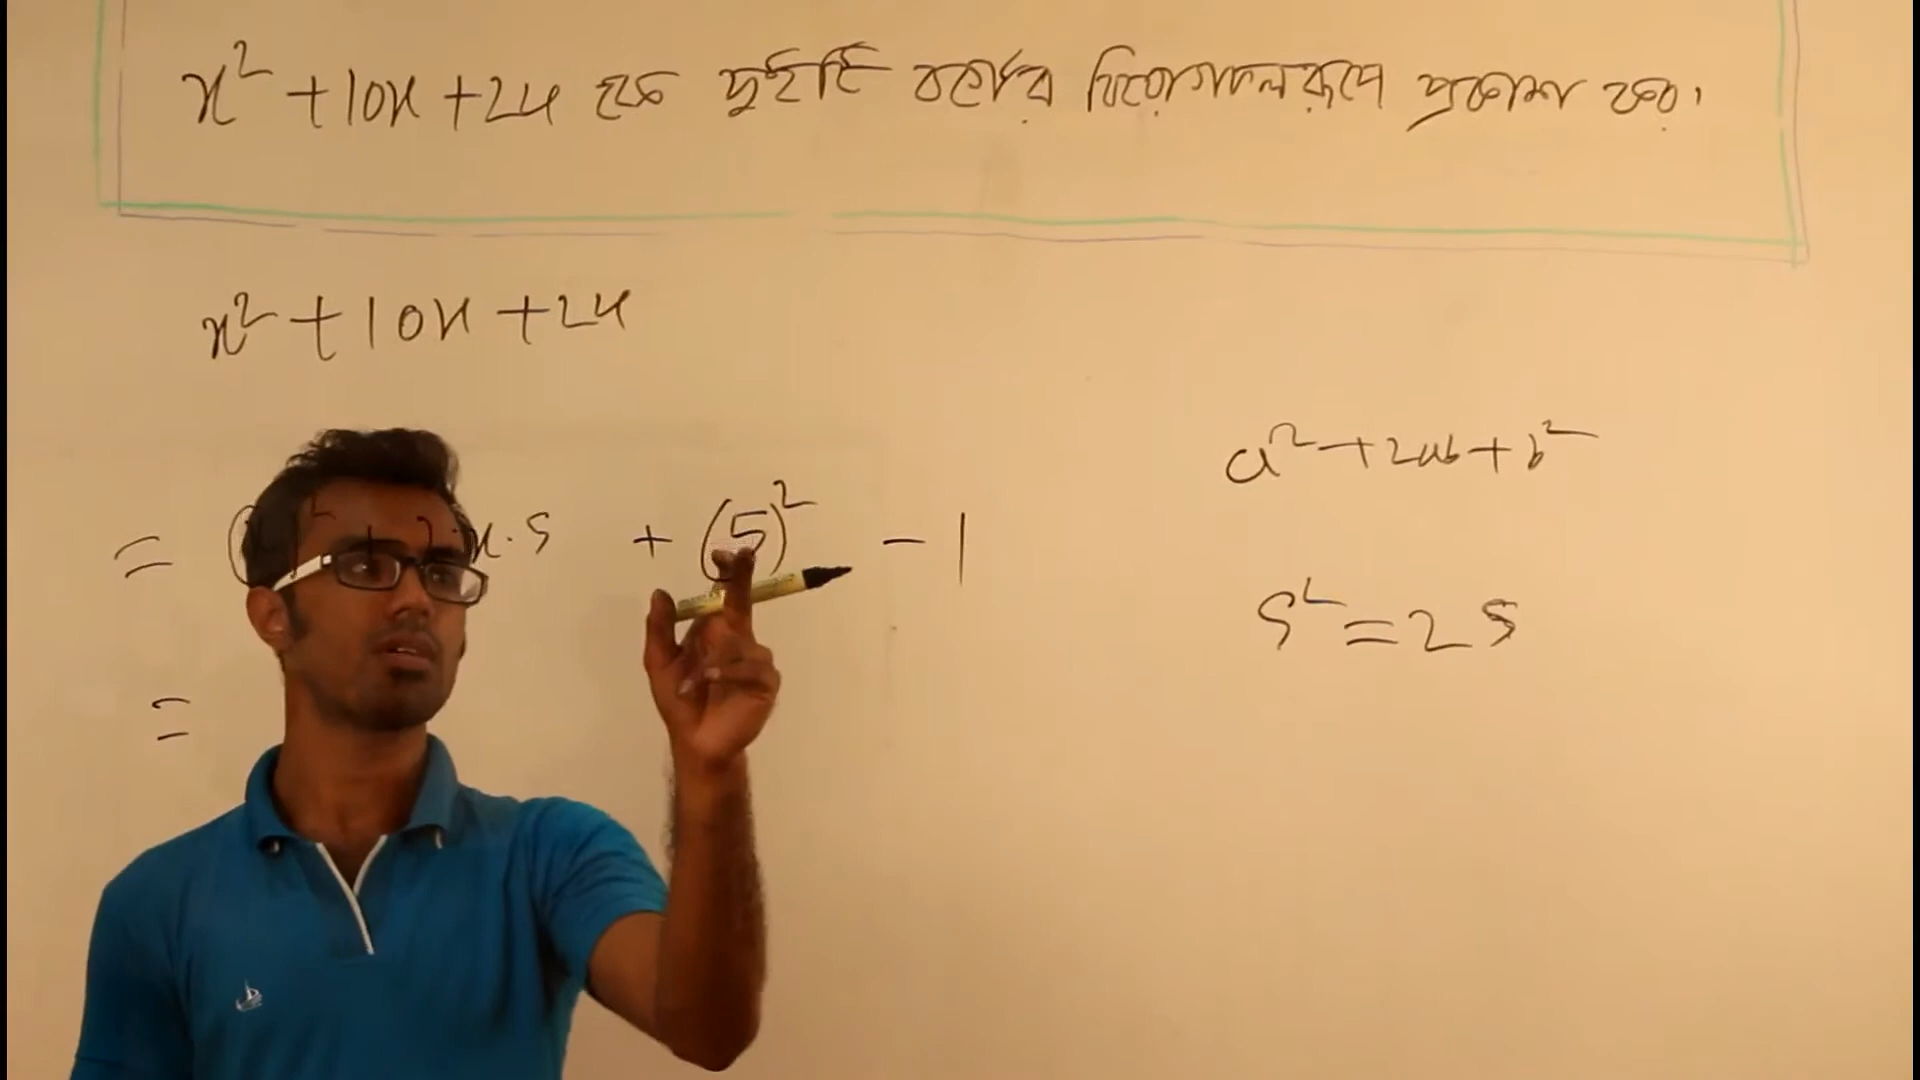 x² + 10x + 24 কে দুইটি বর্গের বিয়োগফলরূপে প্রকাশ কর।
x² + 10x + 24
= (x)² + 2.x.5 + (5)² - 1
a² + 2ab + b²
5² = 25
=